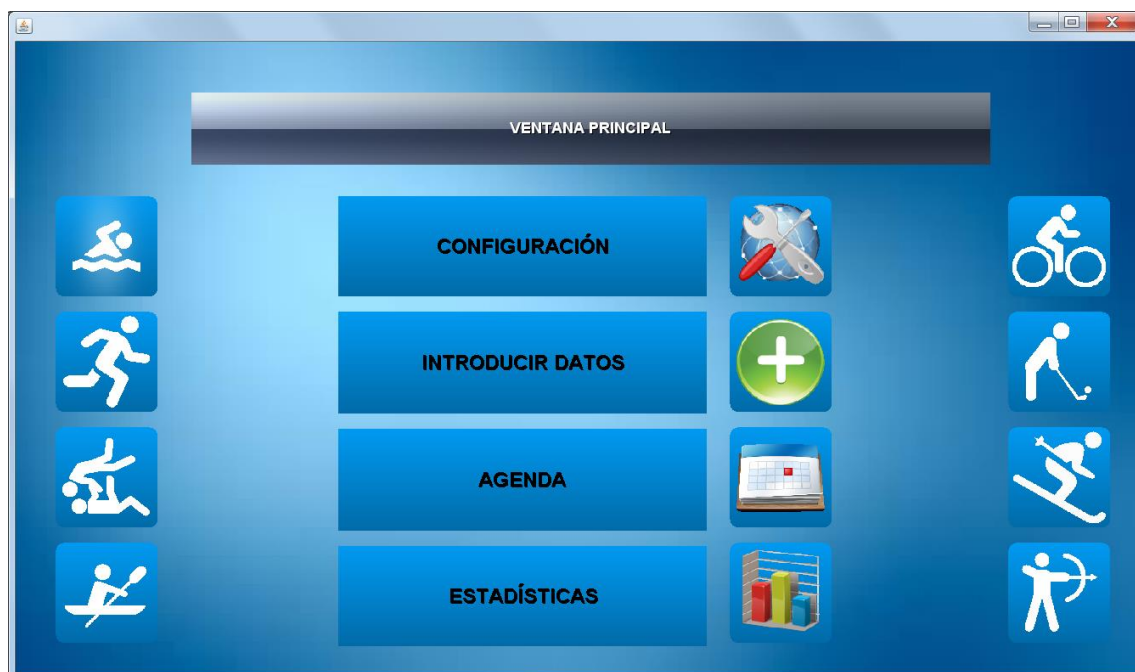 VENTANA PRINCIPAL
CONFIGURACIÓN
INTRODUCIR DATOS
AGENDA
ESTADÍSTICAS